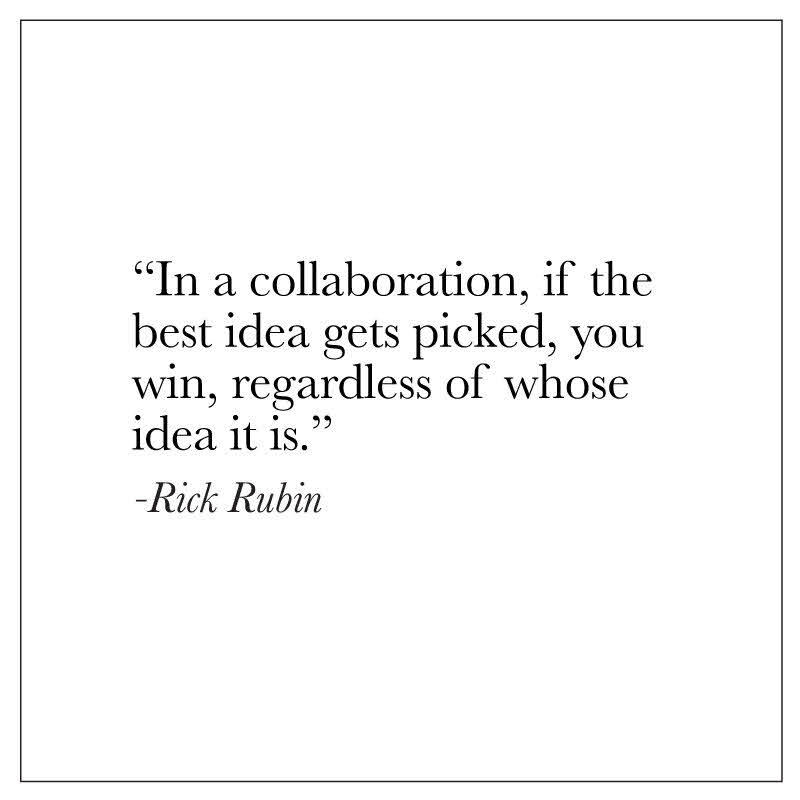 “In a collaboration, if the
best idea gets picked, you
win, regardless of whose
idea it is.”
-Rick Rubin